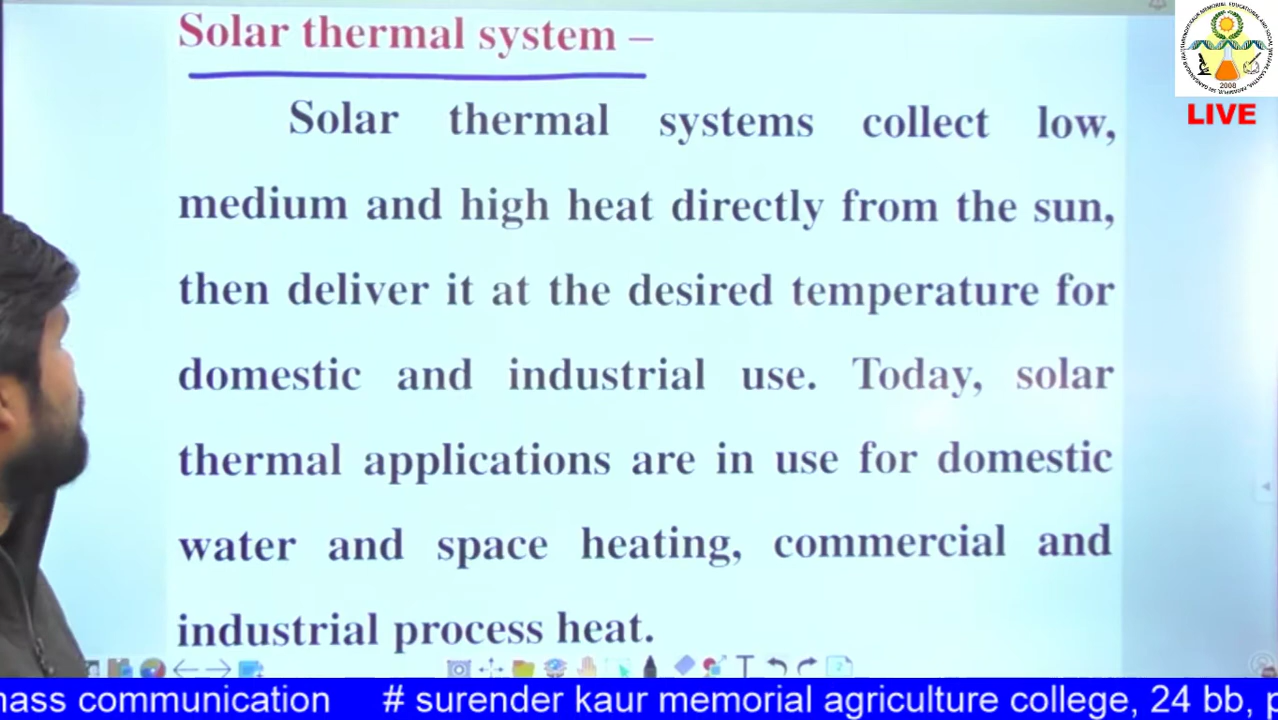 Solar thermal system –
Solar thermal systems collect low,
medium and high heat directly from the sun,
then deliver it at the desired temperature for
domestic and industrial use. Today, solar
thermal applications are in use for domestic
water and space heating, commercial and
industrial process heat.
2008
LIVE
mass communication # surender kaur memorial agriculture college, 24 bb, p